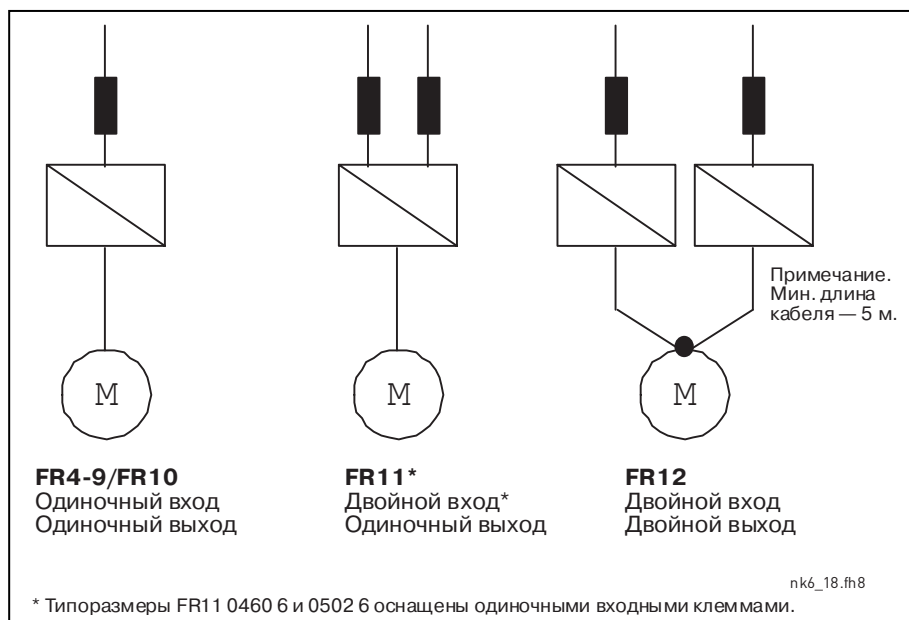 Примечание.
Мин. длина
кабеля — 5 м.
M
M
M
FR4-9/FR10
Одиночный вход
Одиночный выход
FR11*
Двойной вход*
Одиночный выход
FR12
Двойной вход
Двойной выход
nk6_18.fh8
* Типоразмеры FR11 0460 6 и 0502 6 оснащены одиночными входными клеммами.